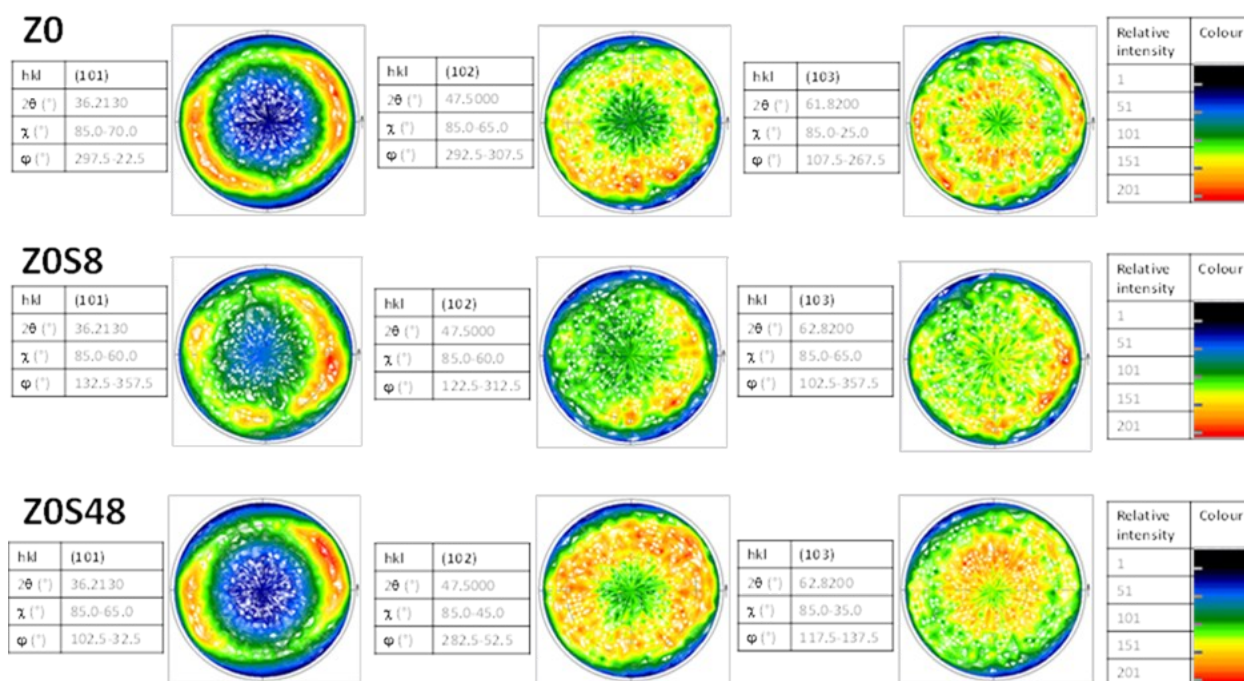 Z0
hkl (101)
2θ (°) 36.2130
χ (°) 85.0-70.0
φ (°) 297.5-22.5
hkl (102)
2θ (°) 47.5000
χ (°) 85.0-65.0
φ (°) 292.5-307.5
hkl (103)
2θ (°) 61.8200
χ (°) 85.0-25.0
φ (°) 107.5-267.5
Relative intensity Colour
1
51
101
151
201
Z0S8
hkl (101)
2θ (°) 36.2130
χ (°) 85.0-60.0
φ (°) 132.5-357.5
hkl (102)
2θ (°) 47.5000
χ (°) 85.0-60.0
φ (°) 122.5-312.5
hkl (103)
2θ (°) 62.8200
χ (°) 85.0-65.0
φ (°) 102.5-357.5
Relative intensity Colour
1
51
101
151
201
Z0S48
hkl (101)
2θ (°) 36.2130
χ (°) 85.0-65.0
φ (°) 102.5-32.5
hkl (102)
2θ (°) 47.5000
χ (°) 85.0-45.0
φ (°) 282.5-52.5
hkl (103)
2θ (°) 62.8200
χ (°) 85.0-35.0
φ (°) 117.5-137.5
Relative intensity Colour
1
51
101
151
201